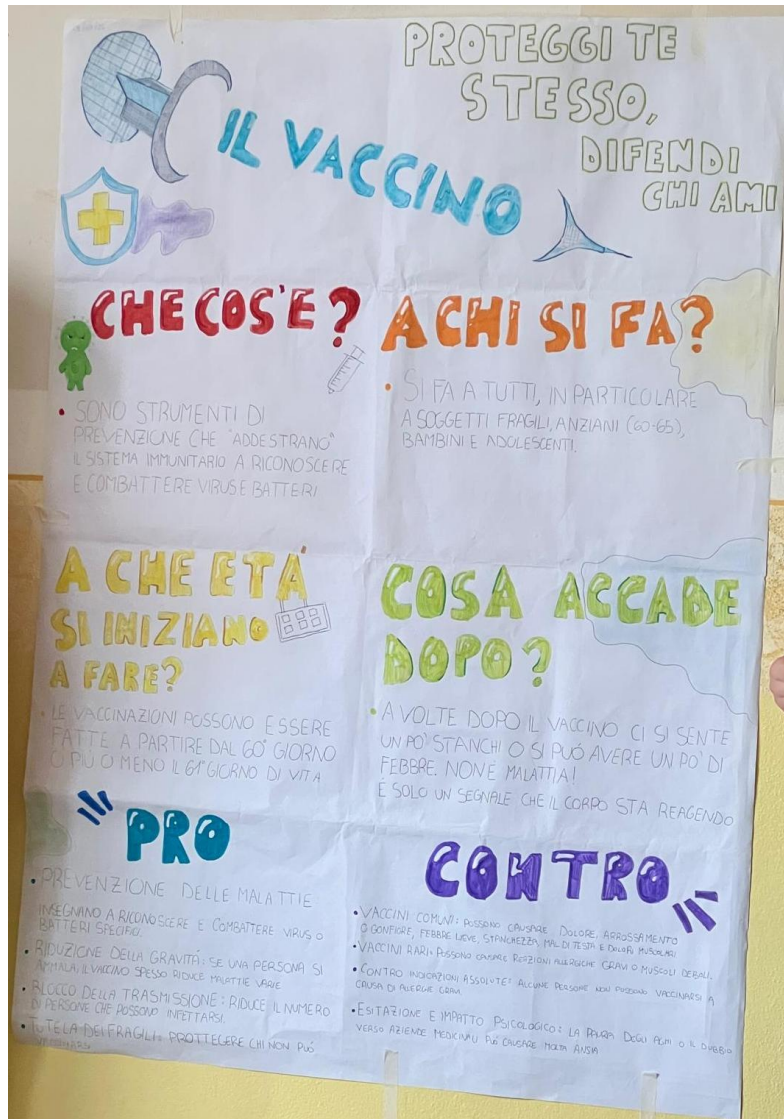 PROTEGGI TE
STESSO,
DIFENDI
CHI AMI
IL VACCINO
CHE COS'È?
• SONO STRUMENTI DI
PREVENZIONE CHE "ADDESTRANO"
IL SISTEMA IMMUNITARIO A RICONOSCERE
E COMBATTERE VIRUS E BATTERI
A CHI SI FA?
• SI FA A TUTTI, IN PARTICOLARE
A SOGGETTI FRAGILI, ANZIANI (60-65),
BAMBINI E ADOLESCENTI.
A CHE ETÀ
SI INIZIANO
A FARE?
• LE VACCINAZIONI POSSONO ESSERE
FATTE A PARTIRE DAL 60° GIORNO
O PIÙ O MENO IL 61° GIORNO DI VITA
COSA ACCADE
DOPO?
• A VOLTE DOPO IL VACCINO CI SI SENTE
UN PO' STANCHI O SI PUÓ AVERE UN PO' DI
FEBBRE. NON È MALATTIA!
È SOLO UN SEGNALE CHE IL CORPO STA REAGENDO
PRO
• PREVENZIONE DELLE MALATTIE
INSEGNANO A RICONOSCERE E COMBATTERE VIRUS O
BATTERI SPECIFICI.
• RIDUZIONE DELLA GRAVITÁ: SE UNA PERSONA SI
AMMALA, IL VACCINO SPESSO RIDUCE MALATTIE VARIE
• BLOCCO DELLA TRASMISSIONE: RIDUCE IL NUMERO
DI PERSONE CHE POSSONO INFETTARSI.
• TUTELA DEI FRAGILI: PROTTEGERE CHI NON PUÓ
CONTRO
• VACCINI COMUNI: POSSONO CAUSARE DOLORE, ARROSSAMENTO
O GONFIORE, FEBBRE LIEVE, STANCHEZZA, MAL DI TESTA E DOLORI MUSCOLARI
• VACCINI RARI: POSSONO CAUSARE REAZIONI ALLERGICHE GRAVI O MUSCOLI DEBOLI.
• CONTRO INDICAZIONI ASSOLUTE: ALCUNE PERSONE NON POSSONO VACCINARSI A
CAUSA DI ALLERGIE GRAVI
• ESITAZIONE E IMPATTO PSICOLOGICO: LA PAURA DEGLI AGHI O IL DUBBIO
VERSO AZIENDE MEDICINALI PUÓ CAUSARE MOLTA ANSIA